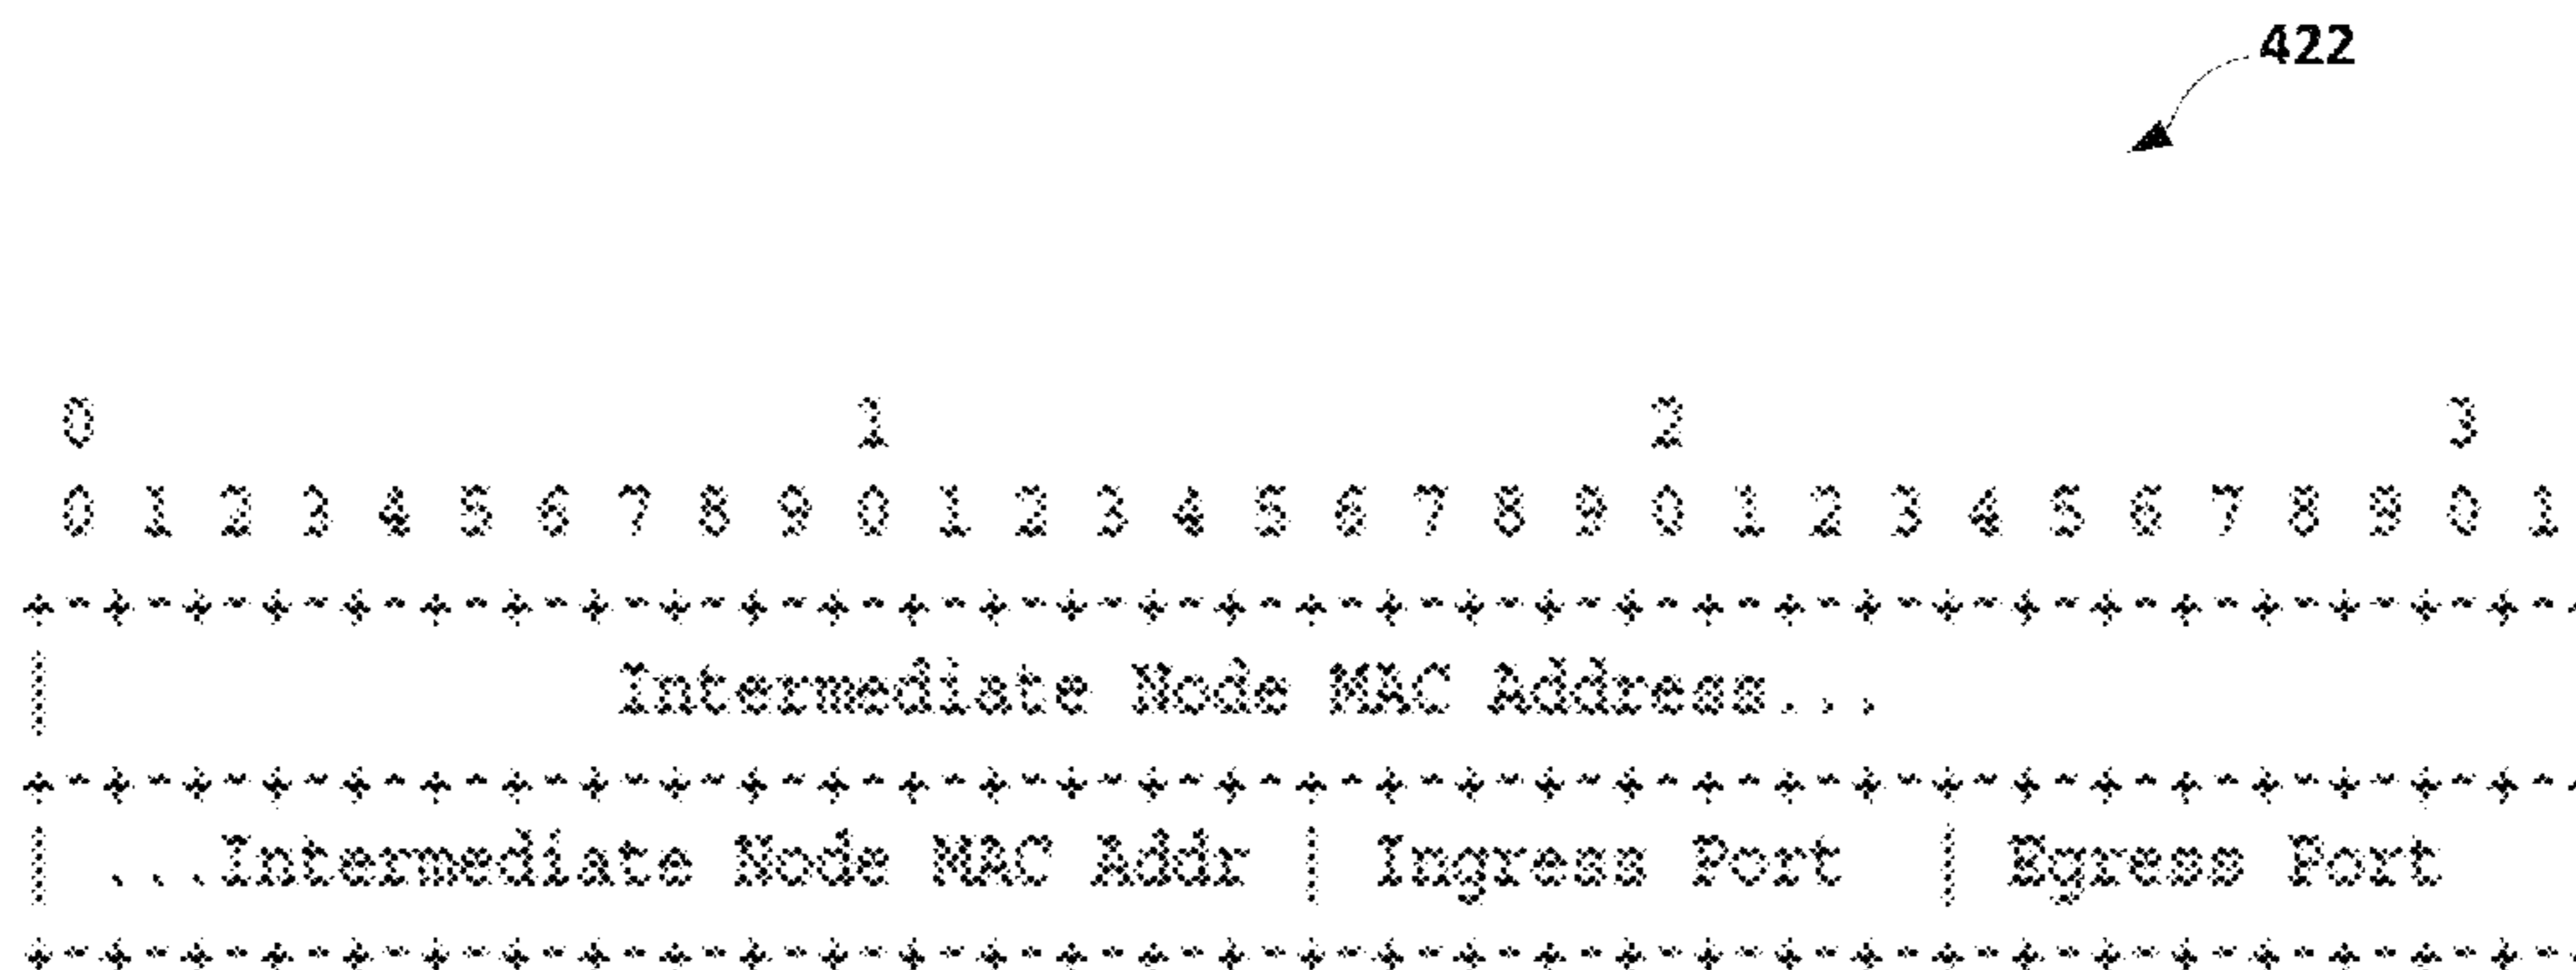 422
0 1 2 3
0 1 2 3 4 5 6 7 8 9 0 1 2 3 4 5 6 7 8 9 0 1 2 3 4 5 6 7 8 9 0 1
+-+-+-+-+-+-+-+-+-+-+-+-+-+-+-+-+-+-+-+-+-+-+-+-+-+-+-+-+-+-+-+-+
| Intermediate Node MAC Address...
+-+-+-+-+-+-+-+-+-+-+-+-+-+-+-+-+-+-+-+-+-+-+-+-+-+-+-+-+-+-+-+-+
| ...Intermediate Node MAC Addr | Ingress Port | Egress Port
+-+-+-+-+-+-+-+-+-+-+-+-+-+-+-+-+-+-+-+-+-+-+-+-+-+-+-+-+-+-+-+-+